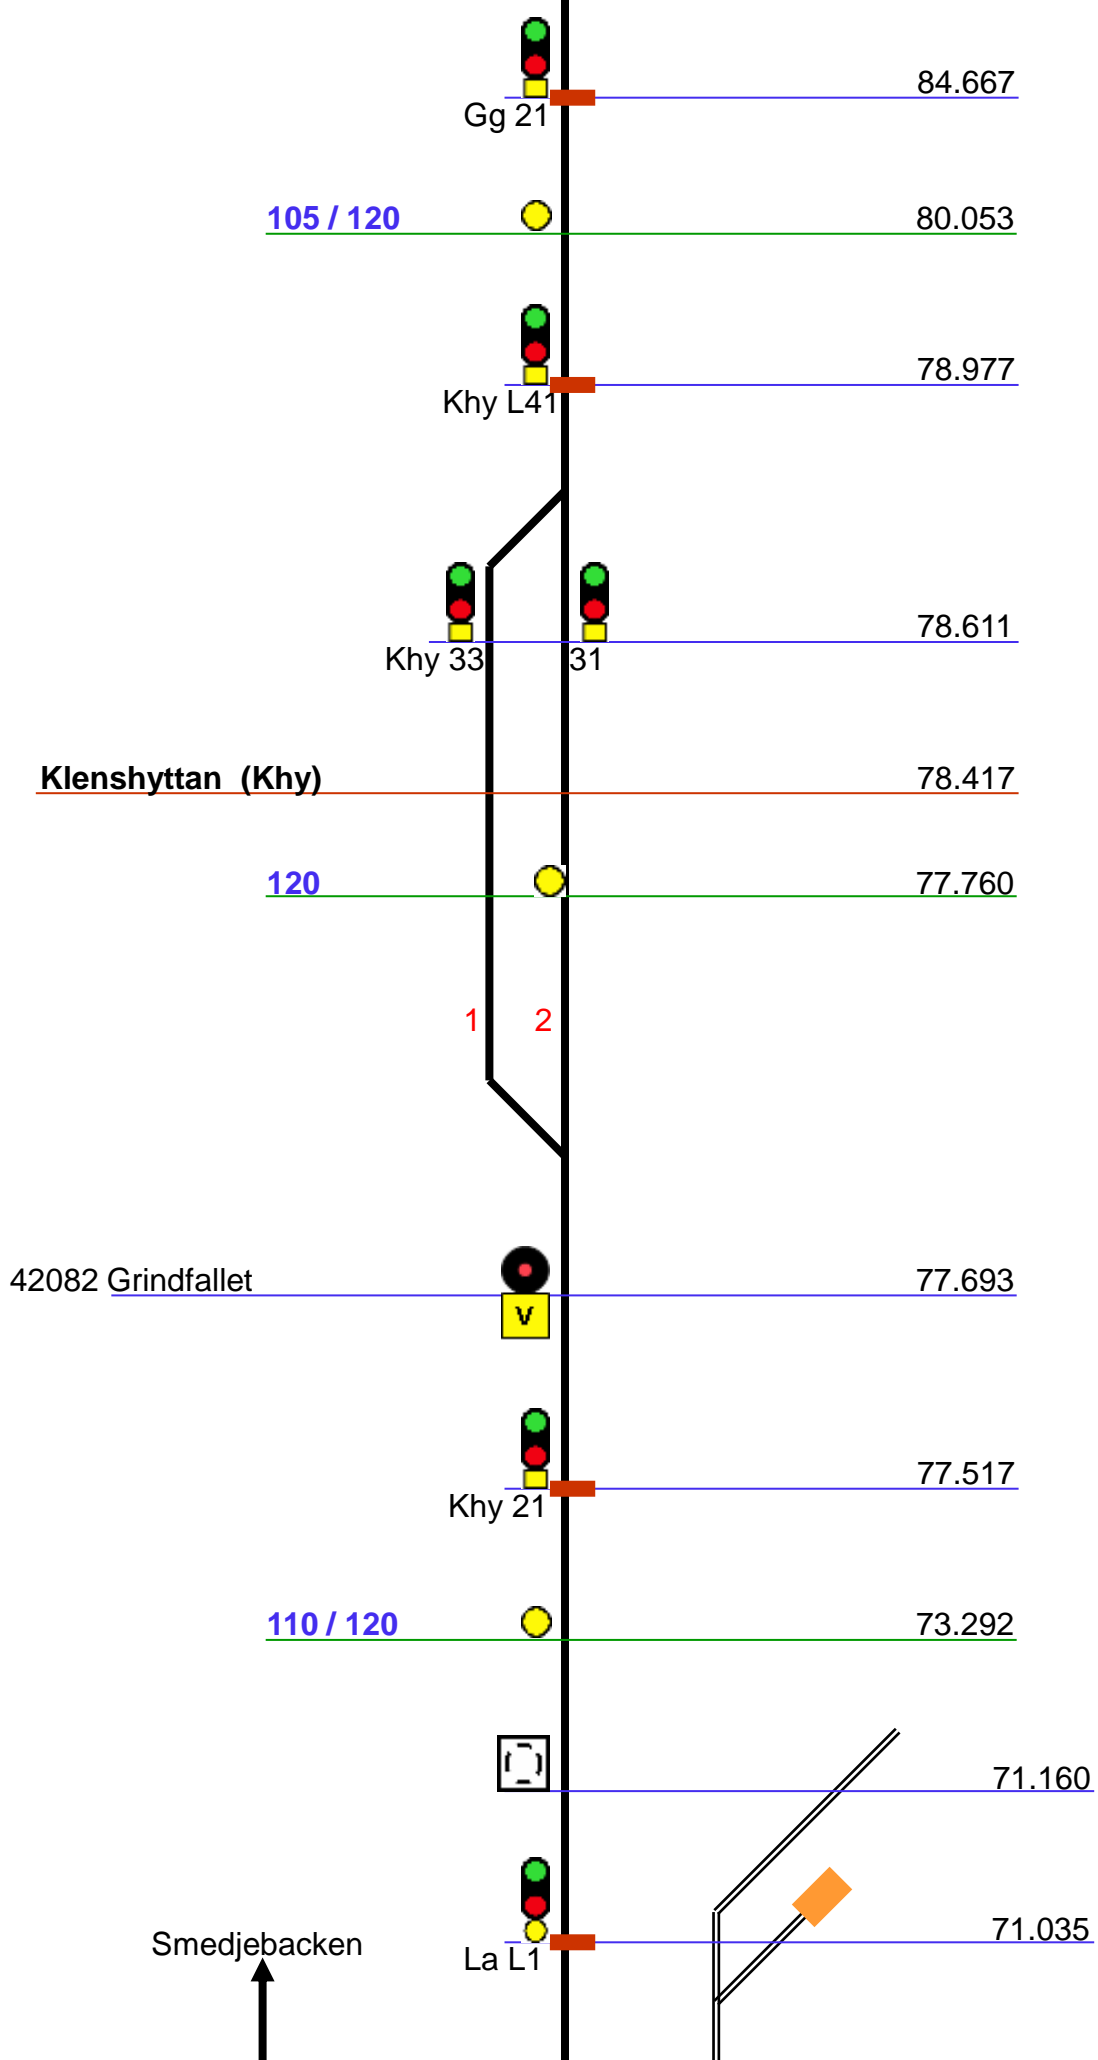 84.667
Gg 21
105 / 120 80.053
78.977
Khy L41
78.611
Khy 33 31
Klenshyttan (Khy) 78.417
120 77.760
1 2
42082 Grindfallet 77.693
V
77.517
Khy 21
110 / 120 73.292
71.160
71.035
Smedjebacken
La L1